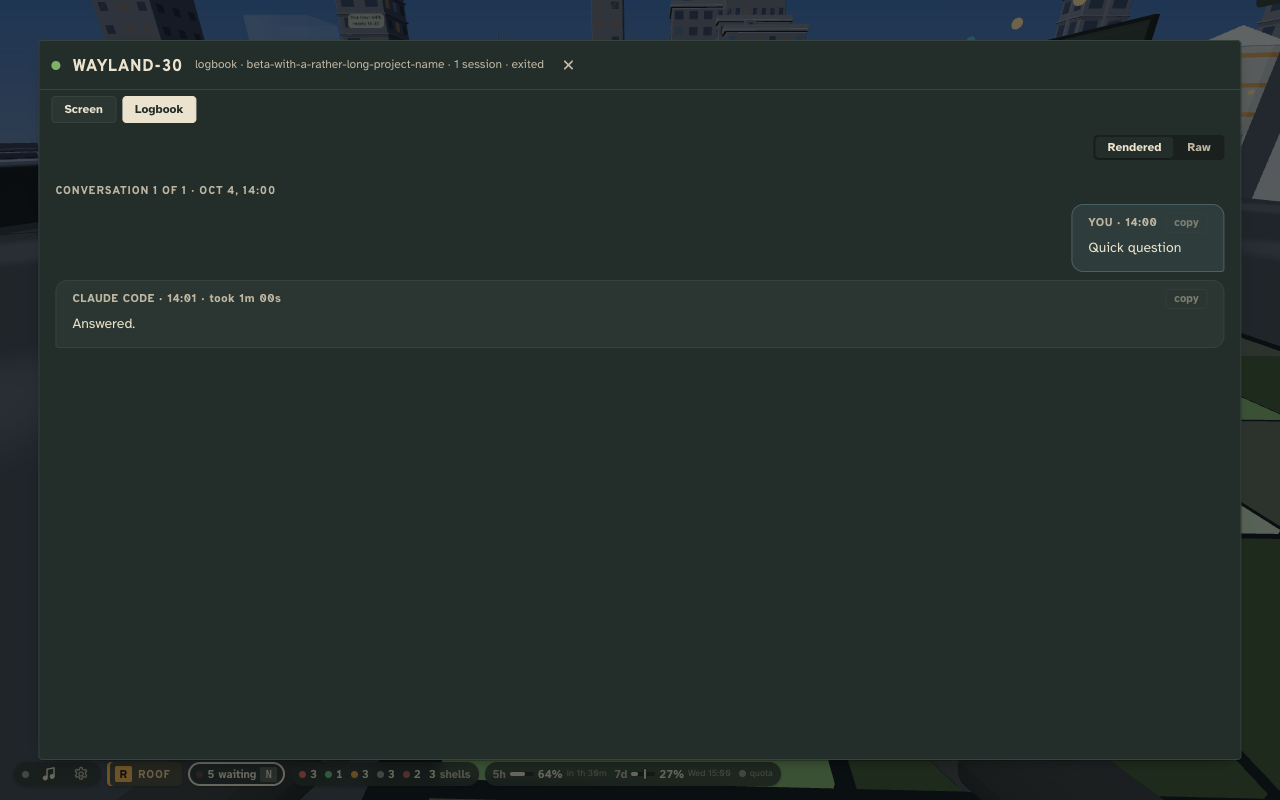 WAYLAND-30 logbook · beta-with-a-rather-long-project-name · 1 session · exited ✕
Screen Logbook
Rendered Raw
CONVERSATION 1 OF 1 · OCT 4, 14:00
YOU · 14:00 copy
Quick question
CLAUDE CODE · 14:01 · took 1m 00s copy
Answered.
R ROOF 5 waiting N 3 1 3 3 2 3 shells 5h 64% in 1h 30m 7d 27% Wed 15:00 quota